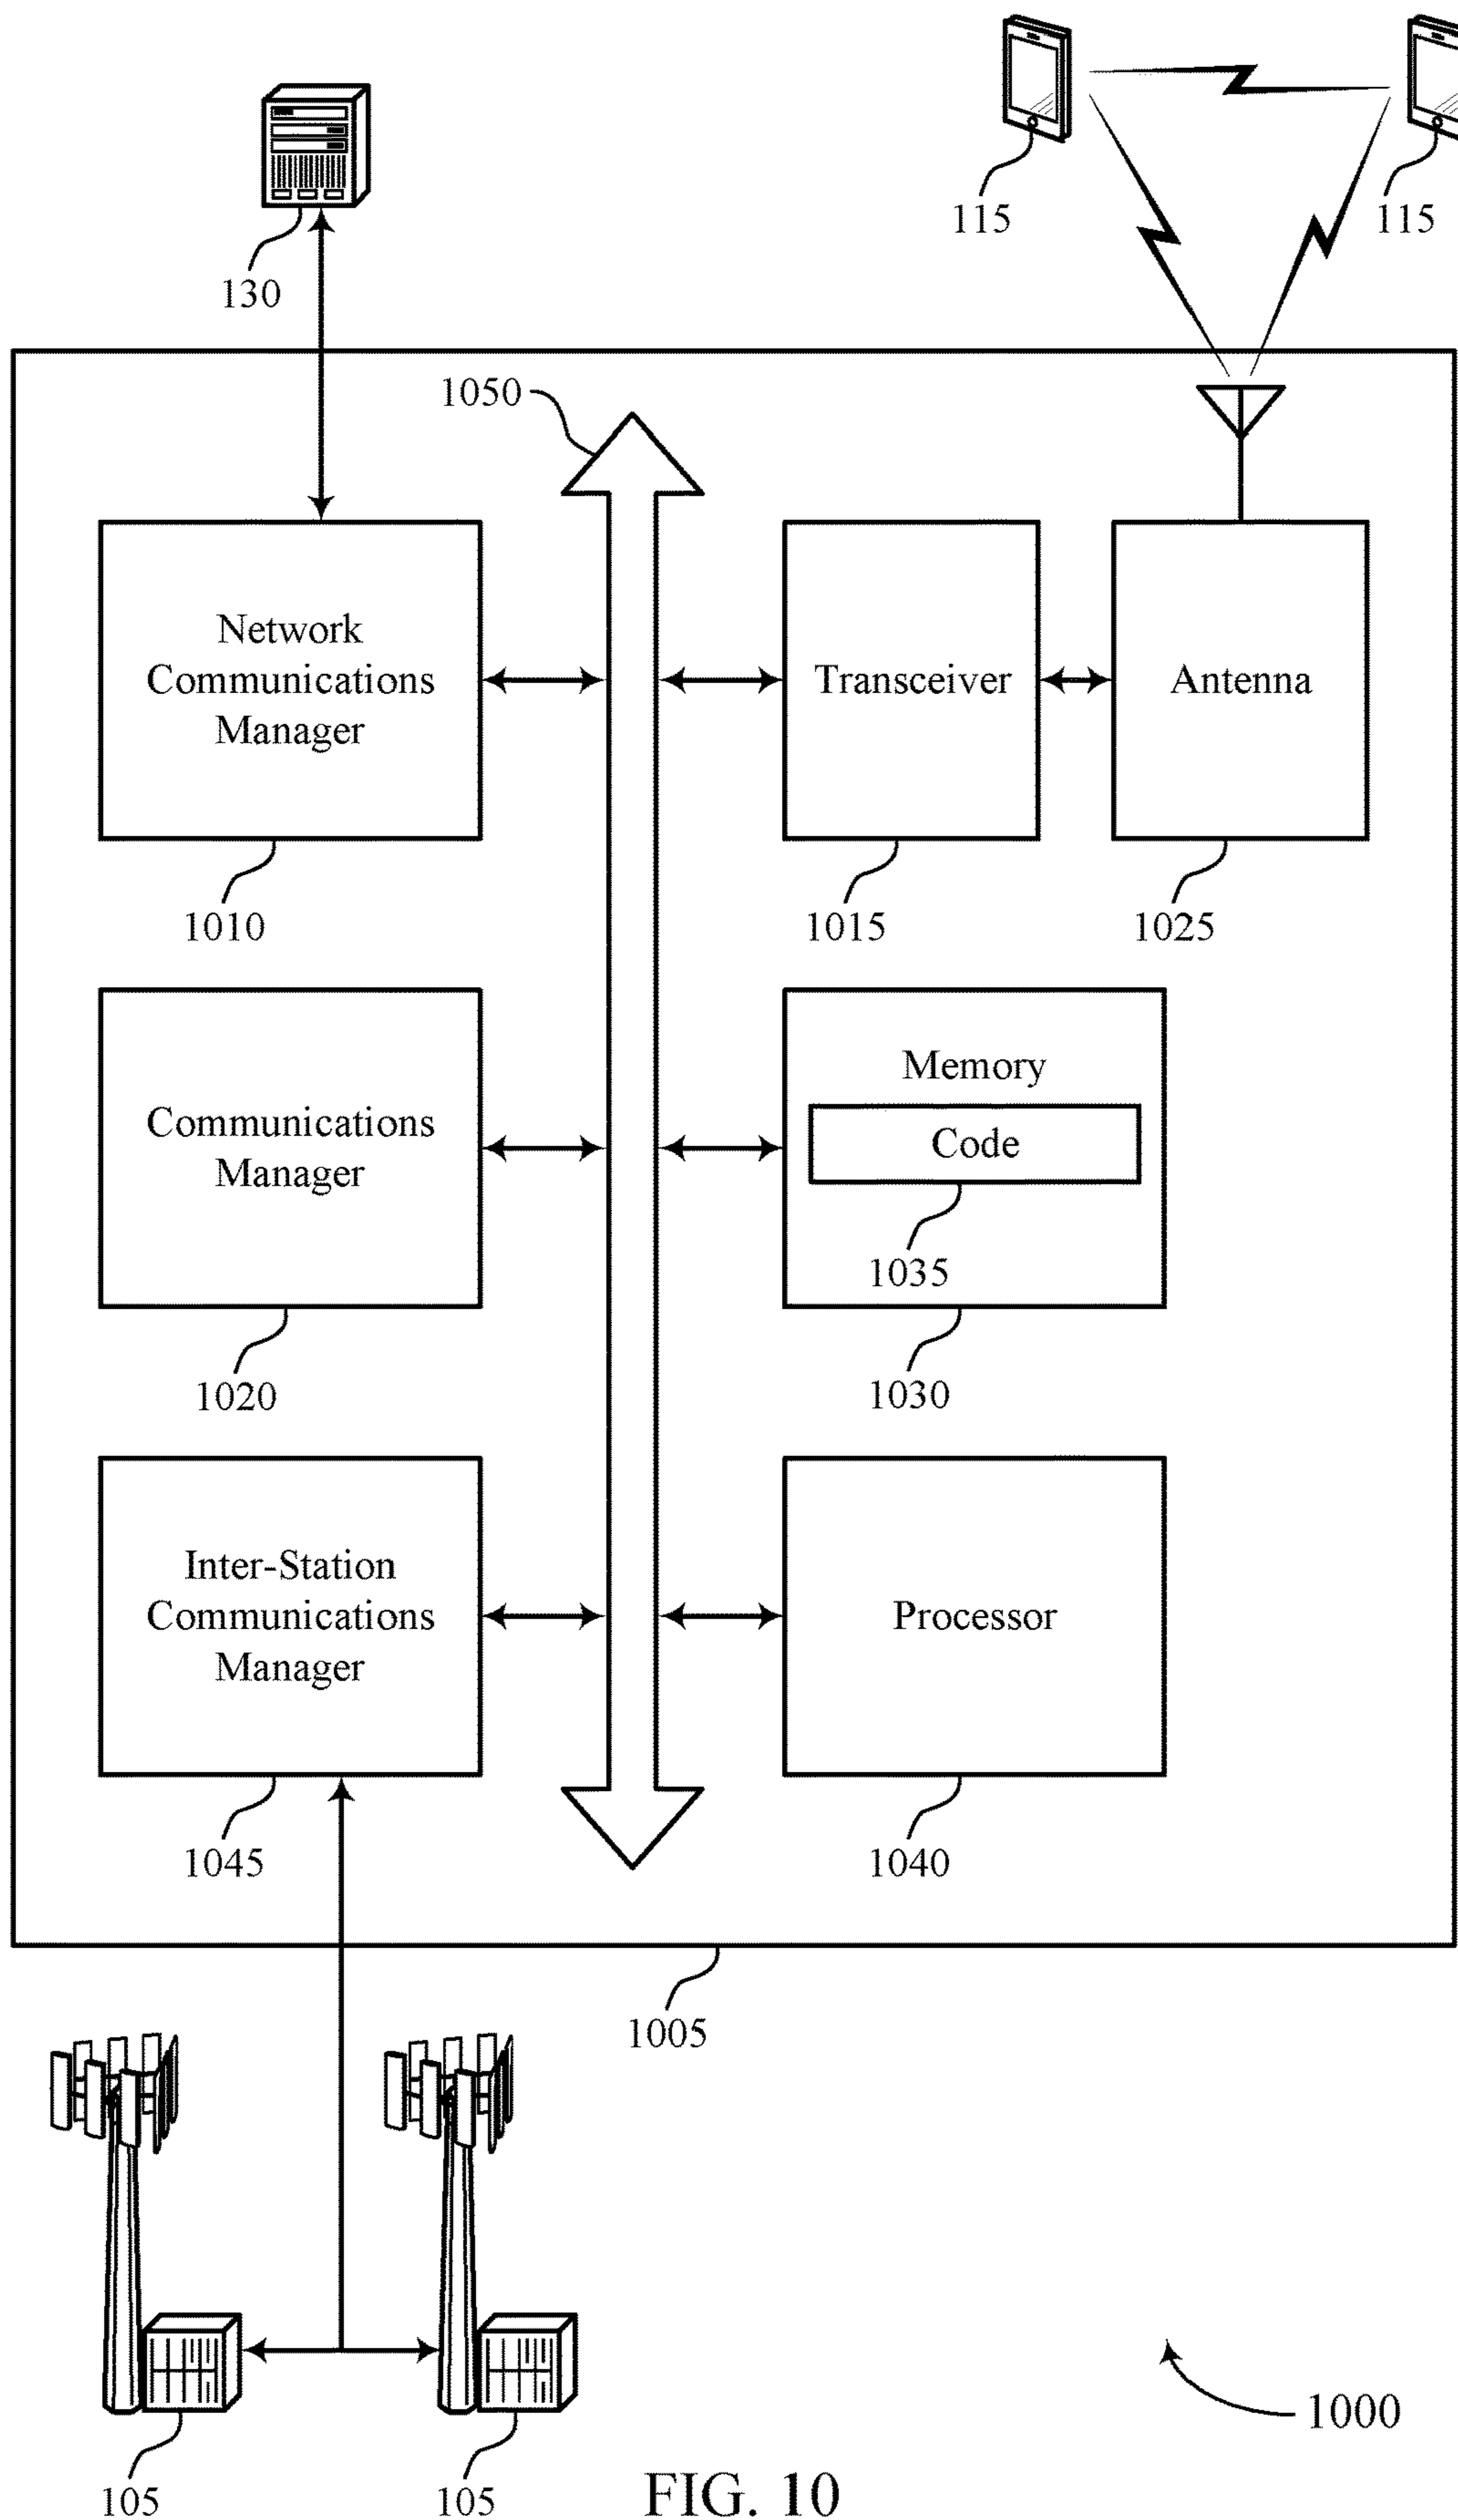 115
115
130
1050
Network
Communications
Manager
Transceiver
Antenna
1010
1015
1025
Communications
Manager
Memory
Code
1035
1020
1030
Inter-Station
Communications
Manager
Processor
1045
1040
1005
1000
105
105
FIG. 10